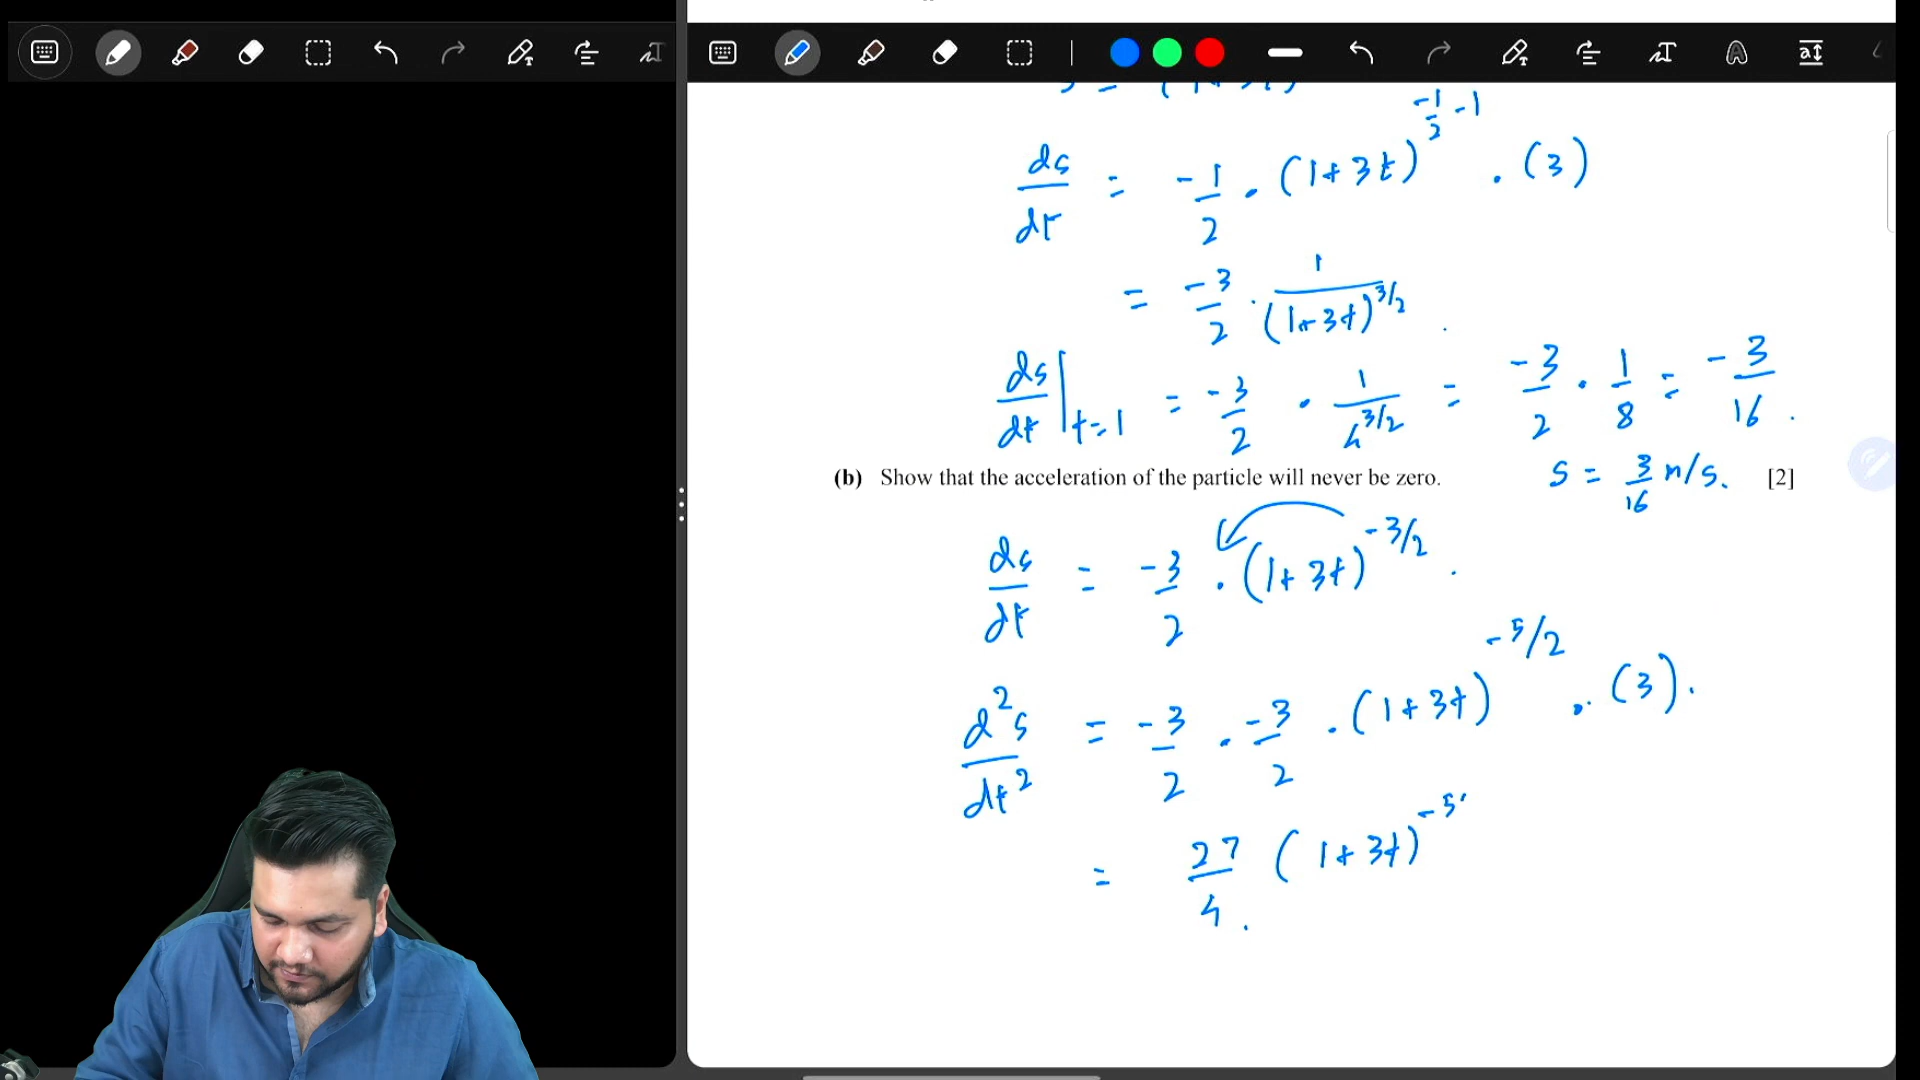 -1/2 - 1
ds/dt = -1/2 . (1+3t) . (3)
= -3/2 . 1/(1+3t)^3/2 .
ds/dt | t=1 = -3/2 . 1/4^3/2 = -3/2 . 1/8 = -3/16 .
(b) Show that the acceleration of the particle will never be zero. [2]
s = 3/16 m/s.
ds/dt = -3/2 . (1+3t)^-3/2 .
d²s/dt² = -3/2 . -3/2 . (1+3t)^-5/2 . (3).
= 27/4 . (1+3t)^-5